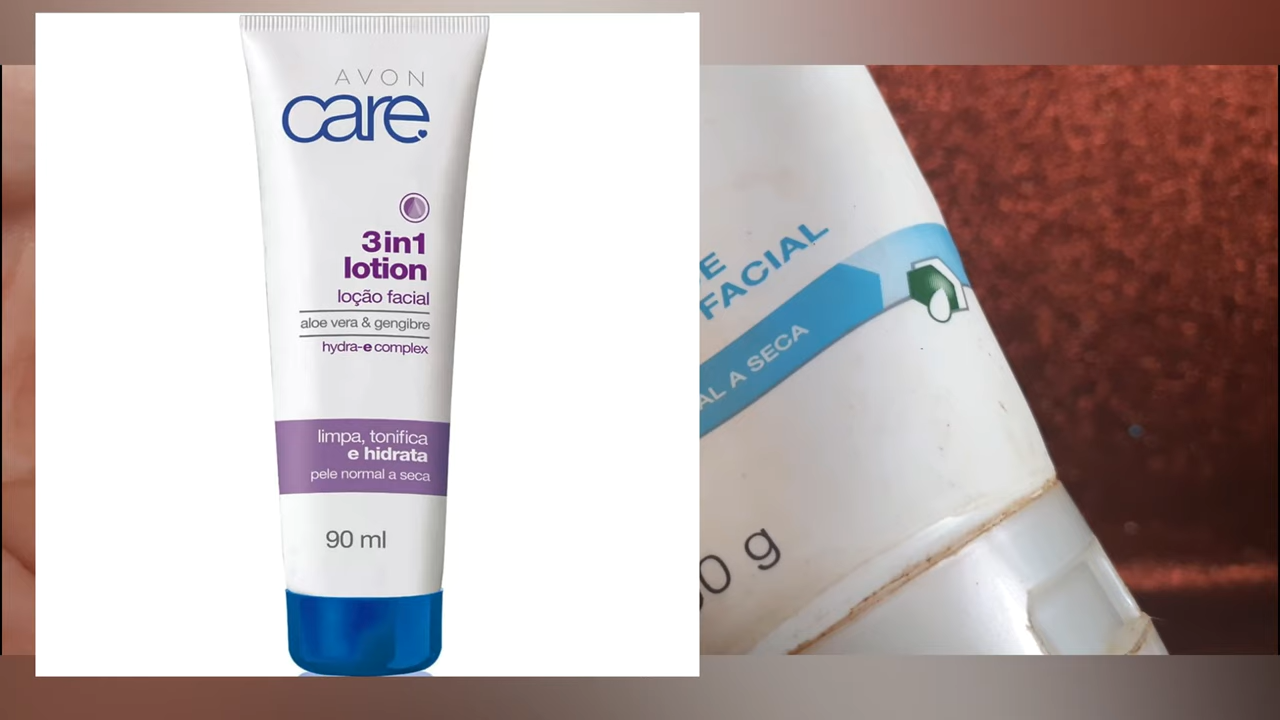 AVON
care
3in1
lotion
loção facial
aloe vera & gengibre
hydra-e complex
limpa, tonifica
e hidrata
pele normal a seca
90 ml
E
FACIAL
AL A SECA
0 g